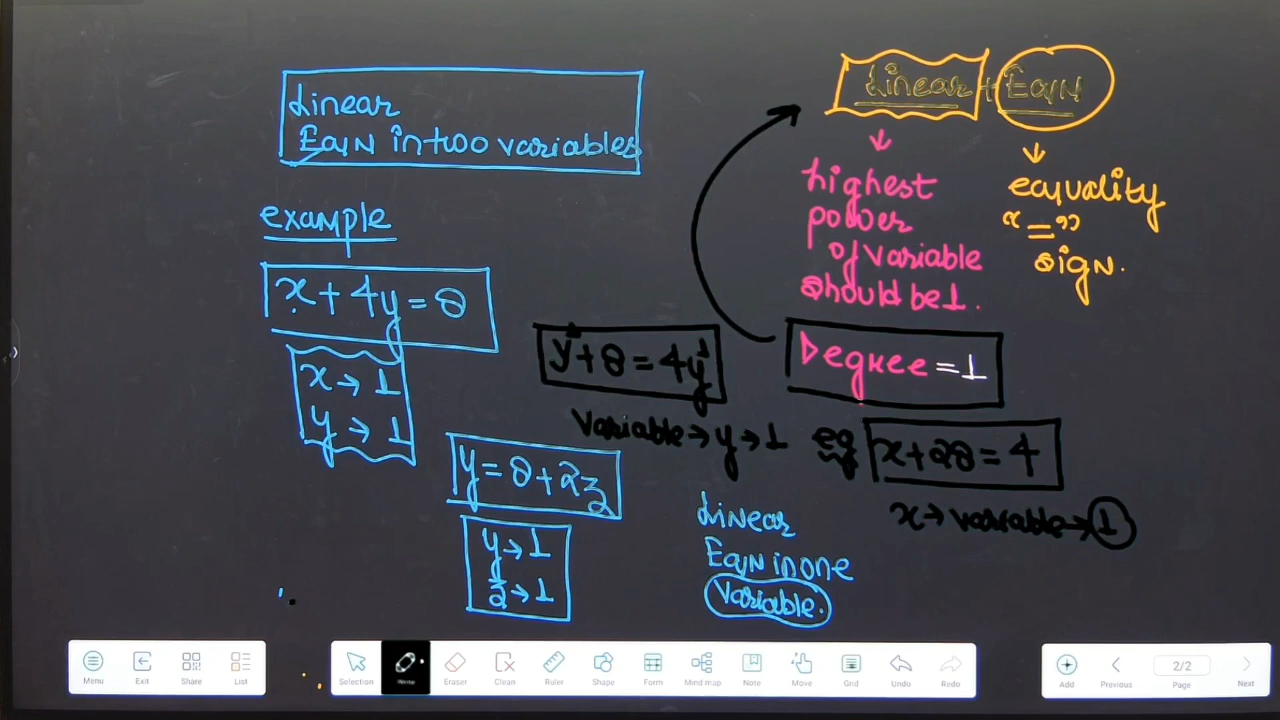 Linear
Eqn in two variables
example
x + 4y = 8
x → 1
y → 1
y = 8 + 2z
y → 1
z → 1
Linear + Eqn
highest
power
of variable
should be 1.
equality
“=”
sign.
Degree = 1
y + 8 = 4y
variable → y → 1
eg x + 28 = 4
x → variable → 1
Linear
Eqn in one
variable.
Menu
Exit
Share
List
Selection
Write
Eraser
Clean
Ruler
Shape
Form
Mind map
Note
Move
Grid
Undo
Redo
Add
Previous
2/2
Page
Next